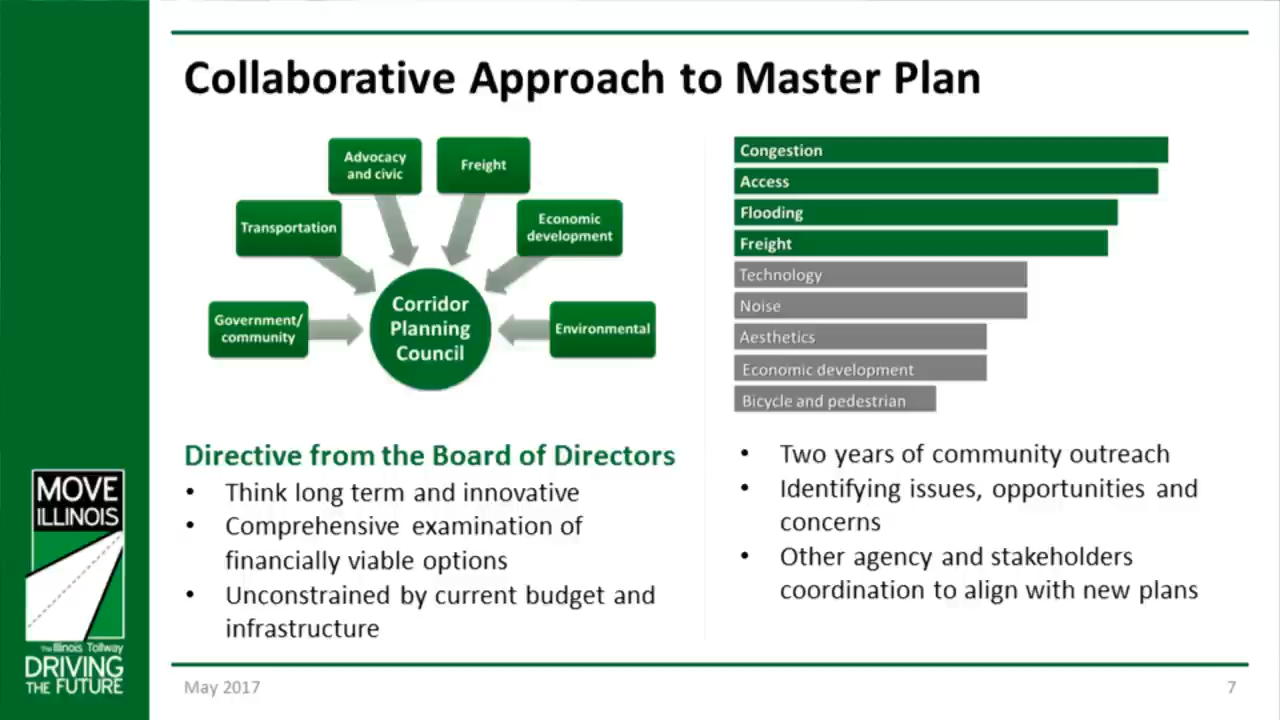 Collaborative Approach to Master Plan
Advocacy
and civic
Freight
Transportation
Economic
development
Government/
community
Corridor
Planning
Council
Environmental
Congestion
Access
Flooding
Freight
Technology
Noise
Aesthetics
Economic development
Bicycle and pedestrian
Directive from the Board of Directors
• Think long term and innovative
• Comprehensive examination of
financially viable options
• Unconstrained by current budget and
infrastructure
• Two years of community outreach
• Identifying issues, opportunities and
concerns
• Other agency and stakeholders
coordination to align with new plans
MOVE
ILLINOIS
The Illinois Tollway
DRIVING
THE FUTURE
May 2017
7